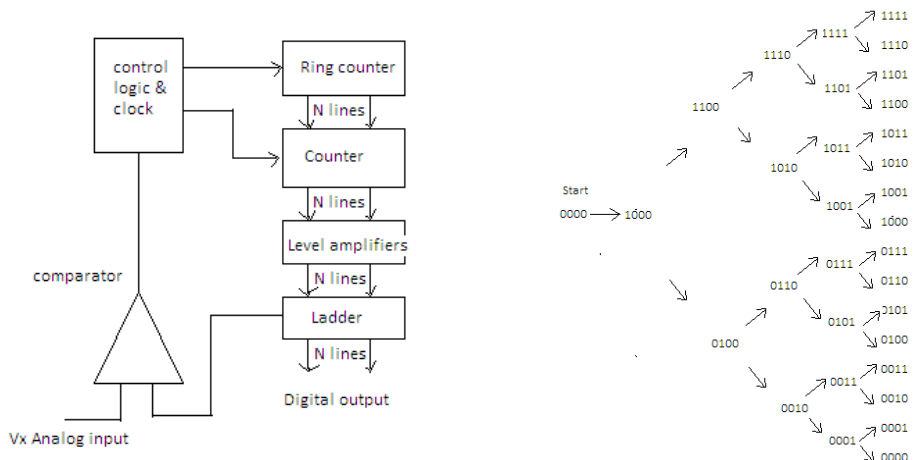 control
logic &
clock
Ring counter
N lines
Counter
N lines
Level amplifiers
N lines
comparator
Ladder
N lines
Digital output
Vx Analog input
Start
0000
1000
1100
0100
1110
1010
0110
0010
1111
1101
1011
1001
0111
0101
0011
0001
1111
1110
1101
1100
1011
1010
1001
1000
0111
0110
0101
0100
0011
0010
0001
0000